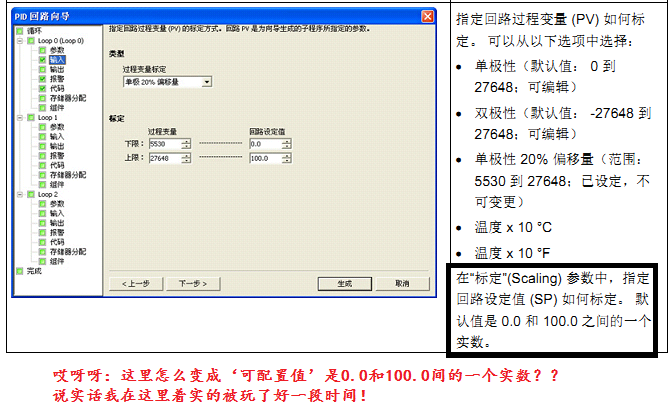 PID 回路向导
循环
Loop 0 (Loop 0)
参数
输入
输出
报警
代码
存储器分配
组件
Loop 1
参数
输入
输出
报警
代码
存储器分配
组件
Loop 2
参数
输入
输出
报警
代码
存储器分配
组件
完成
指定回路过程变量 (PV) 的标定方式。回路 PV 是为向导生成的子程序所指定的参数。
类型
过程变量标定
单极 20% 偏移量
标定
过程变量 回路设定值
下限： 5530 0.0
上限： 27648 100.0
< 上一步 下一步 > 生成 取消
指定回路过程变量 (PV) 如何标
定。 可以从以下选项中选择：
• 单极性（默认值： 0 到
27648；可编辑）
• 双极性（默认值： -27648 到
27648；可编辑）
• 单极性 20% 偏移量（范围：
5530 到 27648；已设定，不
可变更）
• 温度 x 10 °C
• 温度 x 10 °F
在“标定”(Scaling) 参数中，指定
回路设定值 (SP) 如何标定。 默
认值是 0.0 和 100.0 之间的一个
实数。
哎呀呀：这里怎么变成‘可配置值’是0.0和100.0间的一个实数？？
说实话我在这里着实的被玩了好一段时间！